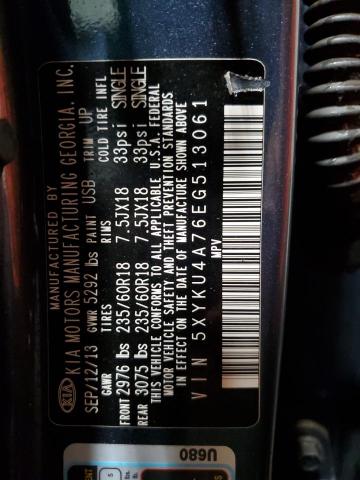 MANUFACTURED BY
KIA MOTORS MANUFACTURING GEORGIA, INC.
KIA
SEP/12/13 GVWR 5292 lbs PAINT USB TRIM UP
GAWR TIRES RIMS COLD TIRE INFL
FRONT 2976 lbs 235/60R18 7.5JX18 33psi SINGLE
REAR 3075 lbs 235/60R18 7.5JX18 33psi SINGLE
THIS VEHICLE CONFORMS TO ALL APPLICABLE U.S.A. FEDERAL
MOTOR VEHICLE SAFETY AND THEFT PREVENTION STANDARDS
IN EFFECT ON THE DATE OF MANUFACTURE SHOWN ABOVE.
VIN 5XYKU4A76EG513061
MPV
U680